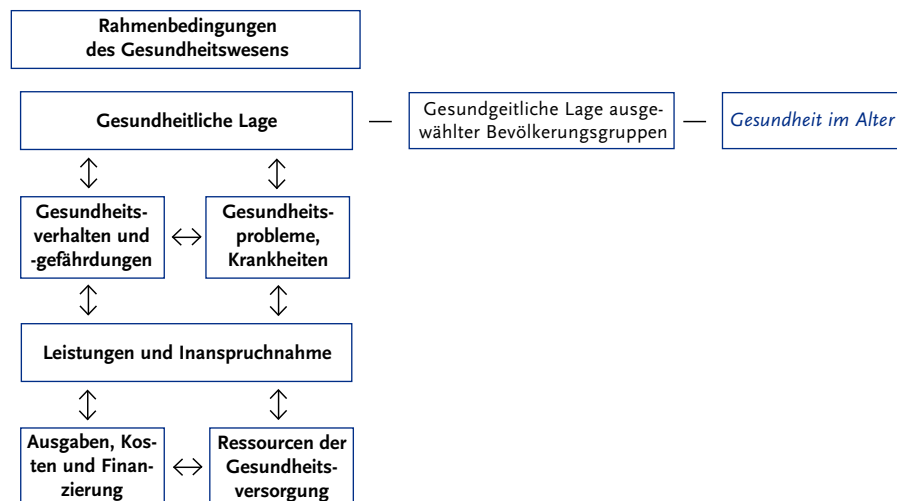 Rahmenbedingungen
des Gesundheitswesens
Gesundheitliche Lage
Gesundgeitliche Lage ausge-
wählter Bevölkerungsgruppen
Gesundheit im Alter
Gesundheits-
verhalten und
-gefährdungen
Gesundheits-
probleme,
Krankheiten
Leistungen und Inanspruchnahme
Ausgaben, Kos-
ten und Finan-
zierung
Ressourcen der
Gesundheits-
versorgung